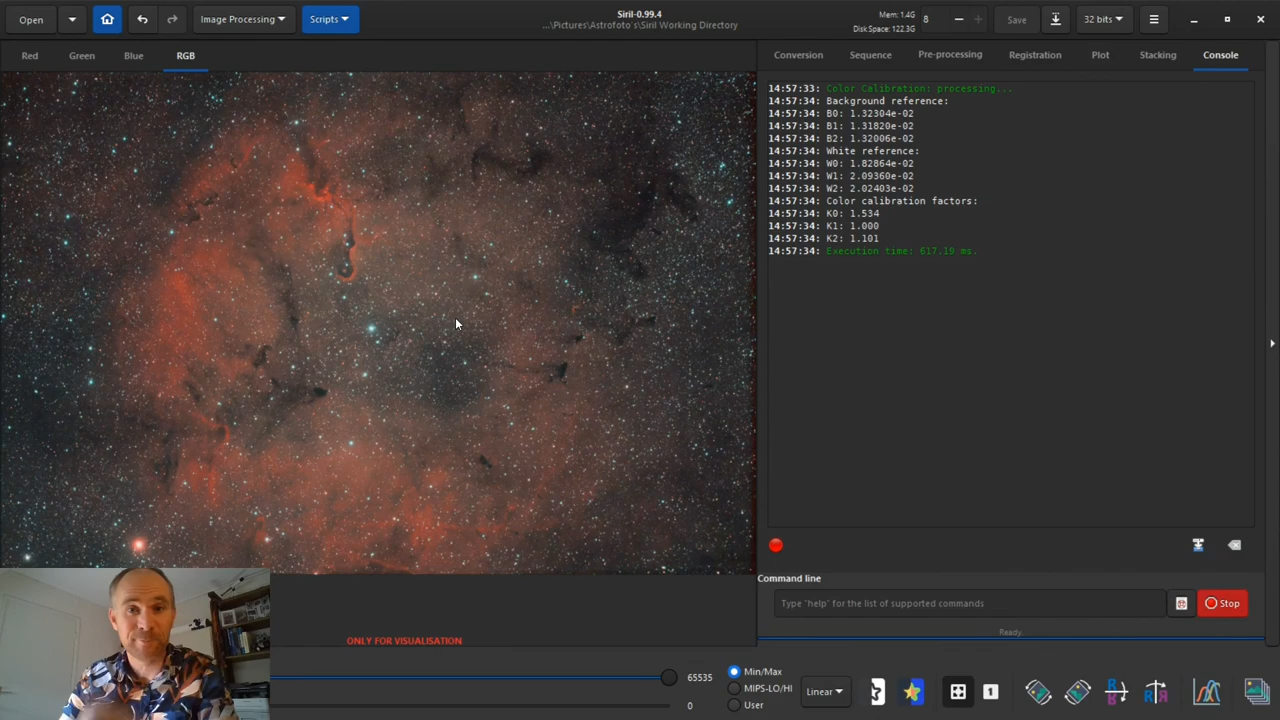 Open
Image Processing
Scripts
Siril-0.99.4
...\Pictures\Astrofoto's\Siril Working Directory
Mem: 1.4G
Disk Space: 122.3G
8
Save
32 bits
Red
Green
Blue
RGB
Conversion
Sequence
Pre-processing
Registration
Plot
Stacking
Console
14:57:33: Color Calibration: processing...
14:57:34: Background reference:
14:57:34: B0: 1.32304e-02
14:57:34: B1: 1.31820e-02
14:57:34: B2: 1.32006e-02
14:57:34: White reference:
14:57:34: W0: 1.82864e-02
14:57:34: W1: 2.09360e-02
14:57:34: W2: 2.02403e-02
14:57:34: Color calibration factors:
14:57:34: K0: 1.534
14:57:34: K1: 1.000
14:57:34: K2: 1.101
14:57:34: Execution time: 617.19 ms.
Command line
Type "help" for the list of supported commands
Stop
Ready.
ONLY FOR VISUALISATION
65535
0
Min/Max
MIPS-LO/HI
User
Linear
1
R
R
R
R